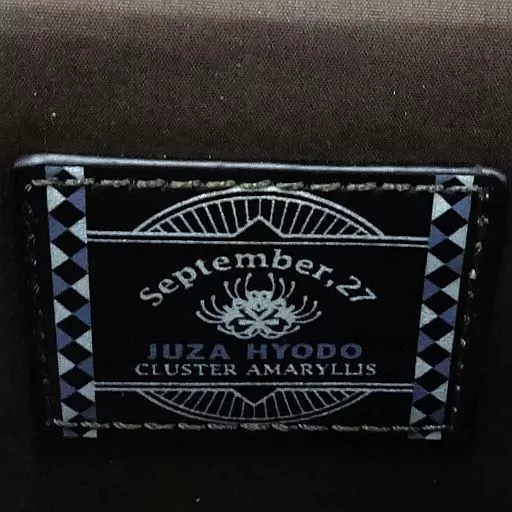 September,27
JUZA HYODO
CLUSTER AMARYLLIS